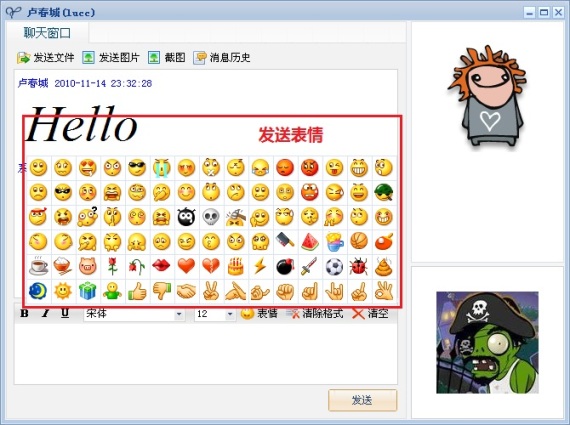 卢春城(lucc)
聊天窗口
发送文件 发送图片 截图 消息历史
卢春城 2010-11-14 23:32:28
Hello
发送表情
B I U 宋体 12 表情 清除格式 清空
发送